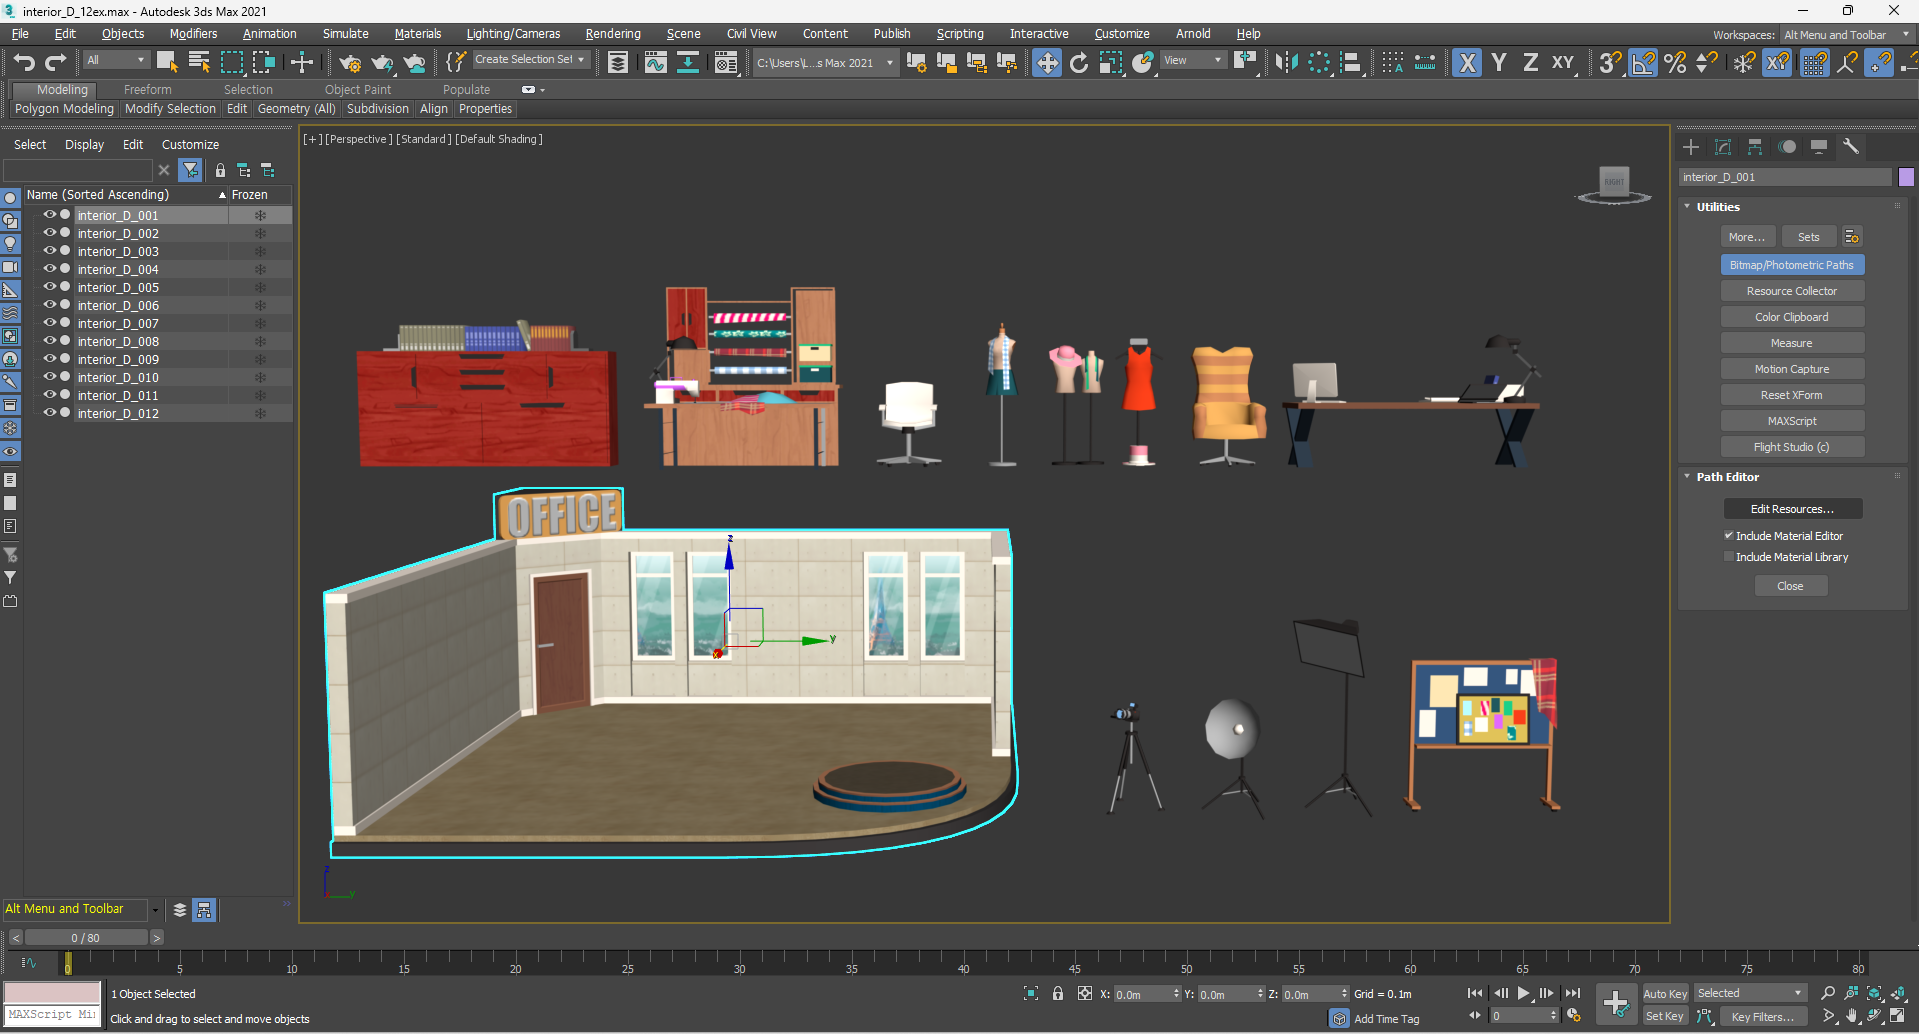 interior_D_12ex.max - Autodesk 3ds Max 2021
File Edit Objects Modifiers Animation Simulate Materials Lighting/Cameras Rendering Scene Civil View Content Publish Scripting Interactive Customize Arnold Help
Workspaces: Alt Menu and Toolbar
All Create Selection Set C:\Users\L...s Max 2021 View X Y Z XY
Modeling Freeform Selection Object Paint Populate
Polygon Modeling Modify Selection Edit Geometry (All) Subdivision Align Properties
Select Display Edit Customize
Name (Sorted Ascending) Frozen
interior_D_001
interior_D_002
interior_D_003
interior_D_004
interior_D_005
interior_D_006
interior_D_007
interior_D_008
interior_D_009
interior_D_010
interior_D_011
interior_D_012
[+] [Perspective ] [Standard ] [Default Shading ]
RIGHT
OFFICE
z
y
x
z
y
interior_D_001
Utilities
More... Sets
Bitmap/Photometric Paths
Resource Collector
Color Clipboard
Measure
Motion Capture
Reset XForm
MAXScript
Flight Studio (c)
Path Editor
Edit Resources...
Include Material Editor
Include Material Library
Close
Alt Menu and Toolbar
< 0 / 80 >
0 5 10 15 20 25 30 35 40 45 50 55 60 65 70 75 80
MAXScript Mi
1 Object Selected
Click and drag to select and move objects
X: 0.0m Y: 0.0m Z: 0.0m Grid = 0.1m
Add Time Tag
0
Auto Key Selected
Set Key Key Filters...